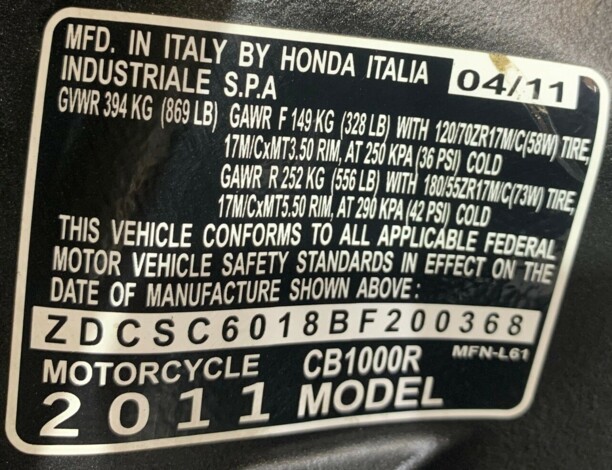 MFD. IN ITALY BY HONDA ITALIA 04/11
INDUSTRIALE S.P.A
GVWR 394 KG (869 LB) GAWR F 149 KG (328 LB) WITH 120/70ZR17M/C(58W) TIRE,
17M/CxMT3.50 RIM, AT 250 KPA (36 PSI) COLD
GAWR R 252 KG (556 LB) WITH 180/55ZR17M/C(73W) TIRE,
17M/CxMT5.50 RIM, AT 290 KPA (42 PSI) COLD
THIS VEHICLE CONFORMS TO ALL APPLICABLE FEDERAL
MOTOR VEHICLE SAFETY STANDARDS IN EFFECT ON THE
DATE OF MANUFACTURE SHOWN ABOVE:
ZDCSC6018BF200368
MOTORCYCLE CB1000R MFN-L61
2011 MODEL